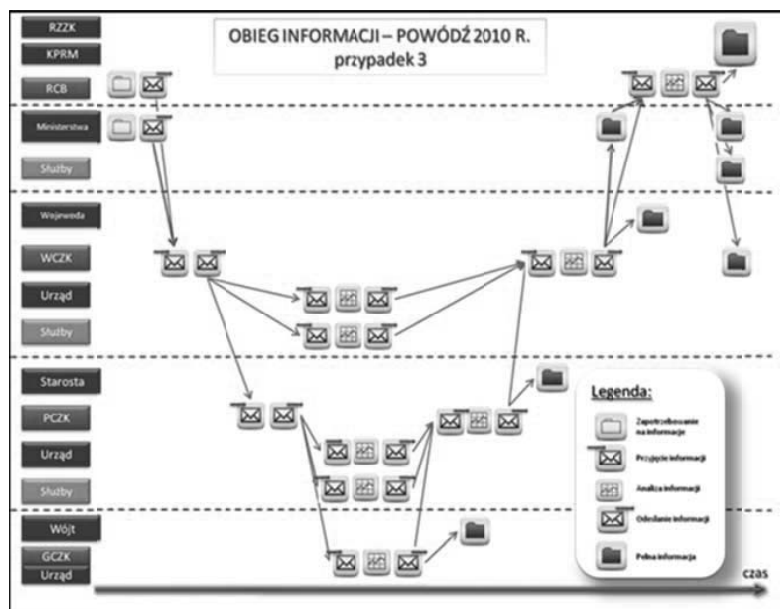 OBIEG INFORMACJI – POWÓDŹ 2010 R.
przypadek 3
RZZK
KPRM
RCB
Ministerstwa
Służby
Wojewoda
WCZK
Urząd
Służby
Starosta
PCZK
Urząd
Służby
Wójt
GCZK
Urząd
Legenda:
Zapotrzebowanie
na informacje
Przyjęcie informacji
Analiza informacji
Odesłanie informacji
Pełna informacja
czas